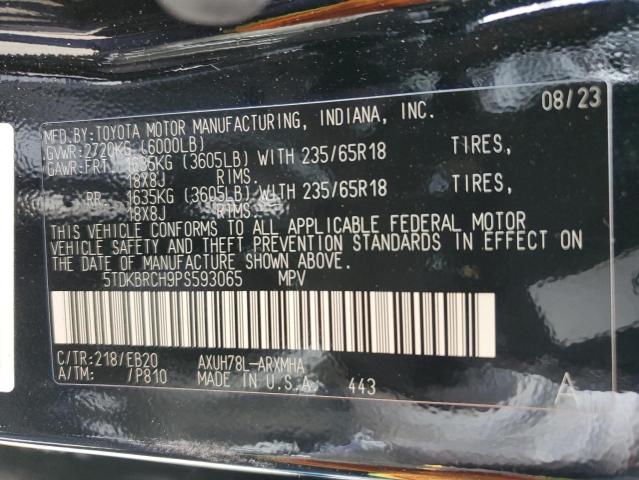 08/23
MFD.BY:TOYOTA MOTOR MANUFACTURING, INDIANA, INC.
GVWR:2720KG (6000LB)
GAWR:FRT. 1635KG (3605LB) WITH 235/65R18 TIRES,
18X8J RIMS.
RR. 1635KG (3605LB) WITH 235/65R18 TIRES,
18X8J RIMS.
THIS VEHICLE CONFORMS TO ALL APPLICABLE FEDERAL MOTOR
VEHICLE SAFETY AND THEFT PREVENTION STANDARDS IN EFFECT ON
THE DATE OF MANUFACTURE SHOWN ABOVE.
5TDKBRCH9PS593065 MPV
C/TR:218/EB20 AXUH78L-ARXMHA
A/TM: /P810 MADE IN U.S.A. 443
A